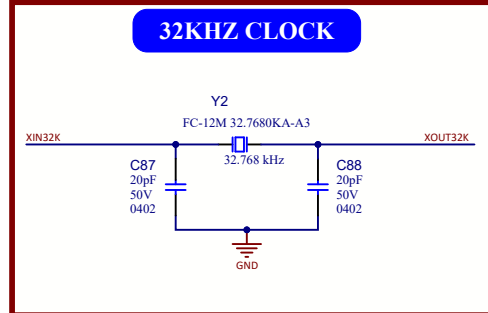 32KHZ CLOCK
Y2
FC-12M 32.7680KA-A3
XIN32K
XOUT32K
32.768 kHz
C87
20pF
50V
0402
C88
20pF
50V
0402
GND